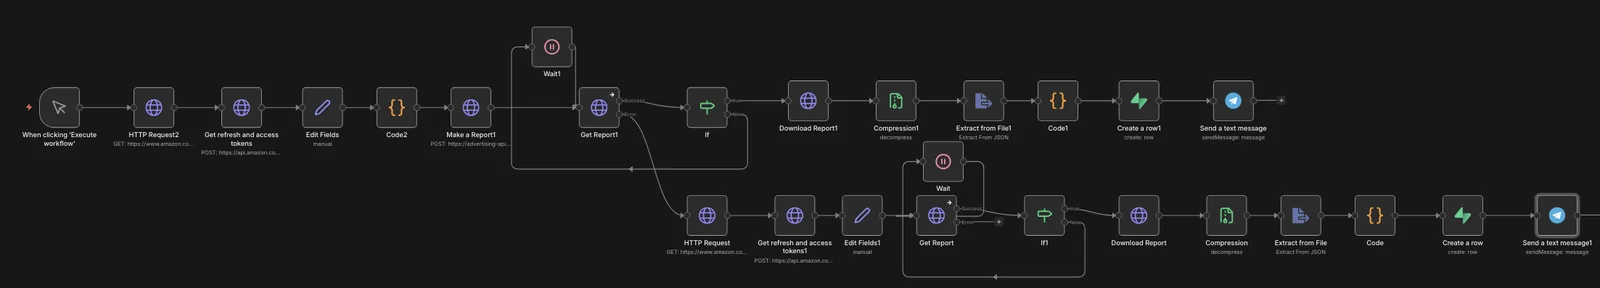 Wait1
When clicking 'Execute
workflow'
HTTP Request2
GET: https://www.amazon.co...
Get refresh and access
tokens
POST: https://api.amazon.co...
Edit Fields
manual
Code2
Make a Report1
POST: https://advertising-api...
Get Report1
Success
Error
If
true
false
Download Report1
Compression1
decompress
Extract from File1
Extract From JSON
Code1
Create a row1
create: row
Send a text message
sendMessage: message
Wait
HTTP Request
GET: https://www.amazon.co...
Get refresh and access
tokens1
POST: https://api.amazon.co...
Edit Fields1
manual
Get Report
Success
Error
If1
true
false
Download Report
Compression
decompress
Extract from File
Extract From JSON
Code
Create a row
create: row
Send a text message1
sendMessage: message